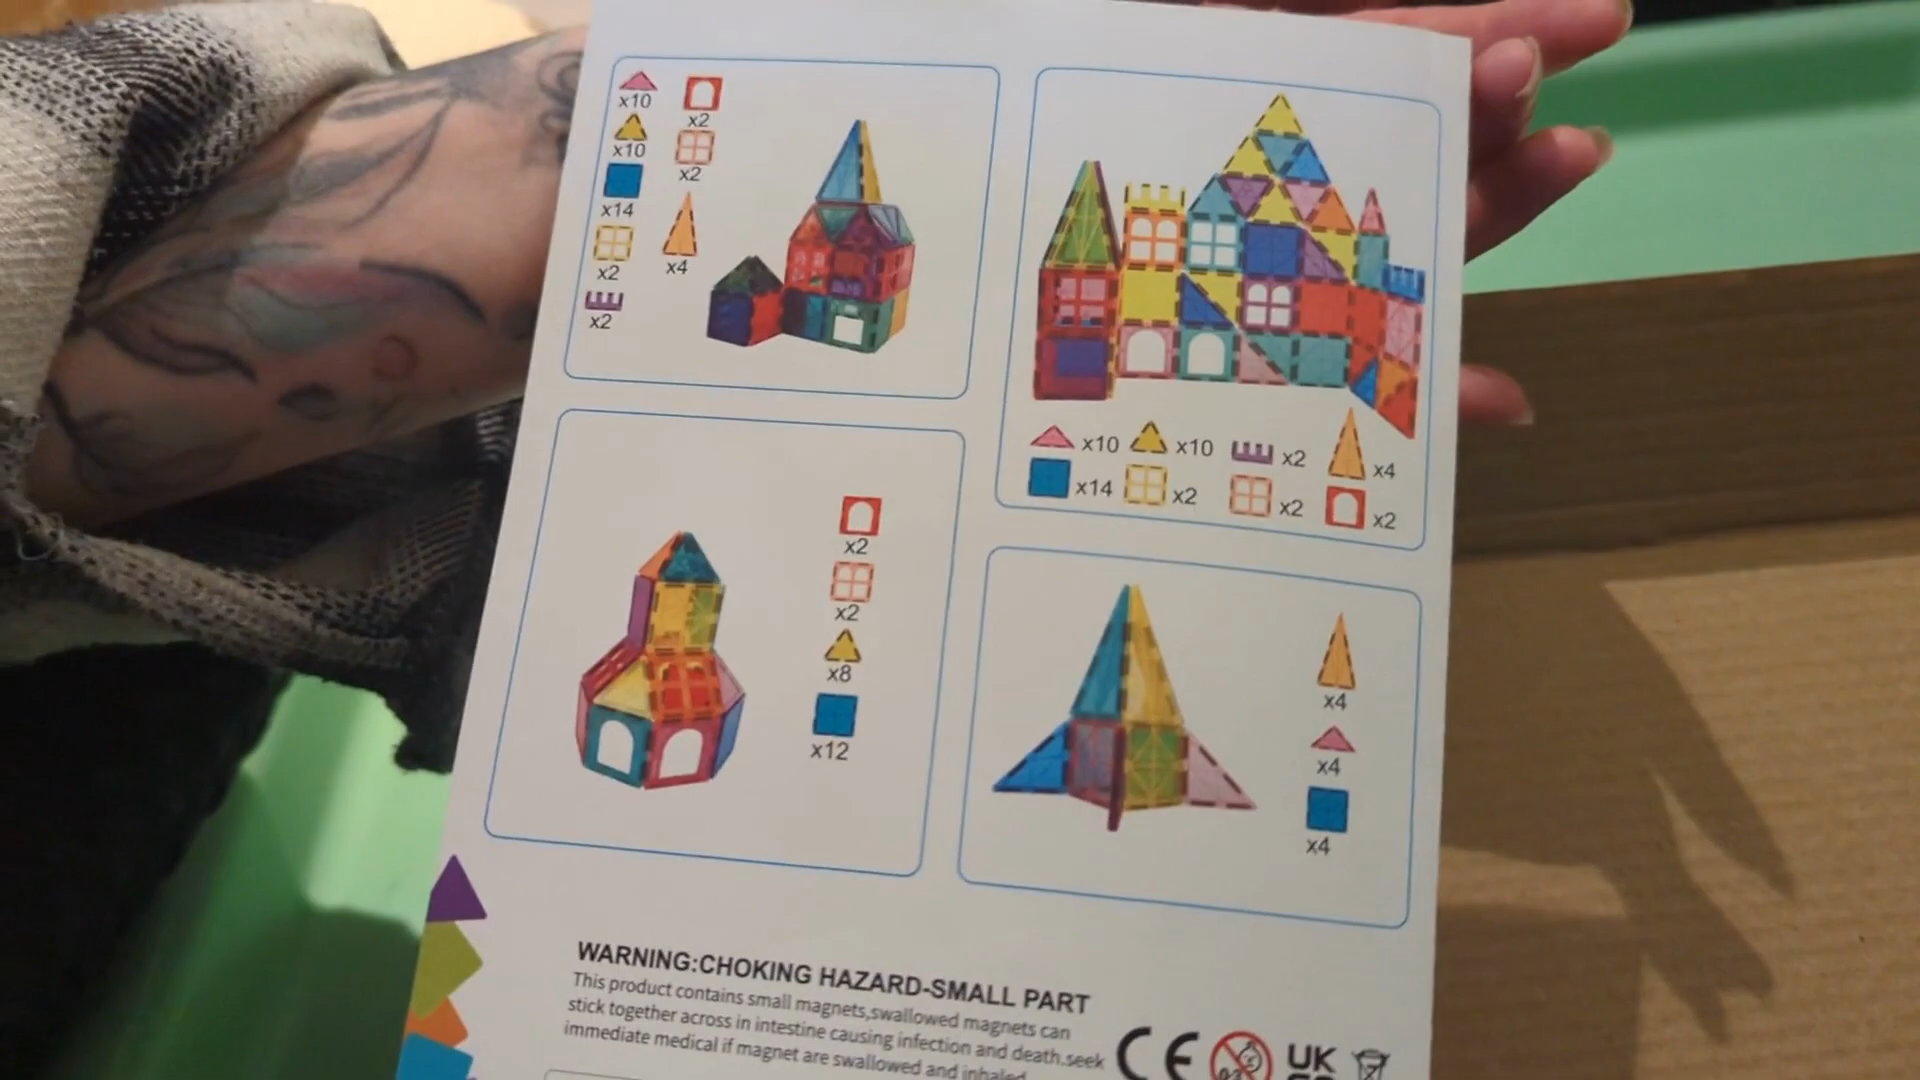 x10
x2
x10
x2
x14
x2
x4
x2
x10 x10 x2 x4
x14 x2 x2 x2
x2
x2
x8
x12
x4
x4
x4
WARNING:CHOKING HAZARD-SMALL PART
This product contains small magnets,swallowed magnets can
stick together across in intestine causing infection and death.seek
immediate medical if magnet are swallowed and inhaled
CE
UK